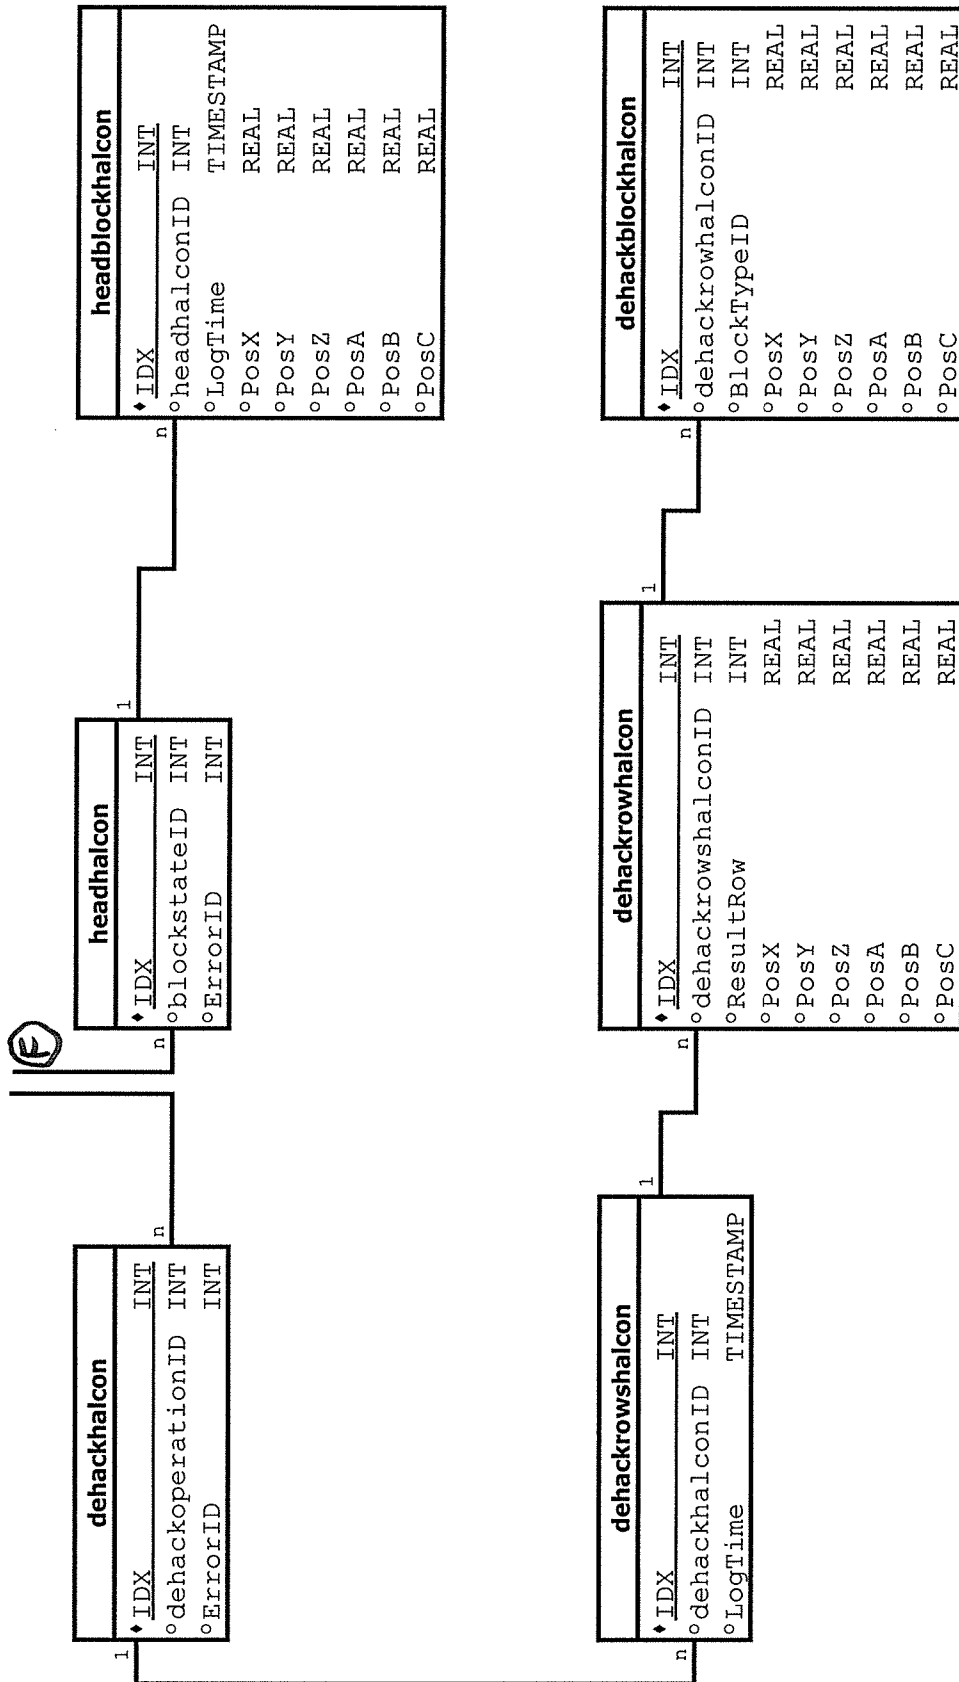 F
dehackhalcon
IDX INT
dehackoperationID INT
ErrorID INT
1
n
headhalcon
IDX INT
blockstateID INT
ErrorID INT
n
1
headblockhalcon
IDX INT
headhalconID INT
LogTime TIMESTAMP
PosX REAL
PosY REAL
PosZ REAL
PosA REAL
PosB REAL
PosC REAL
n
dehackrowshalcon
IDX INT
dehackhalconID INT
LogTime TIMESTAMP
n
1
dehackrowhalcon
IDX INT
dehackrowshalconID INT
ResultRow INT
PosX REAL
PosY REAL
PosZ REAL
PosA REAL
PosB REAL
PosC REAL
n
1
dehackblockhalcon
IDX INT
dehackrowhalconID INT
BlockTypeID INT
PosX REAL
PosY REAL
PosZ REAL
PosA REAL
PosB REAL
PosC REAL
n